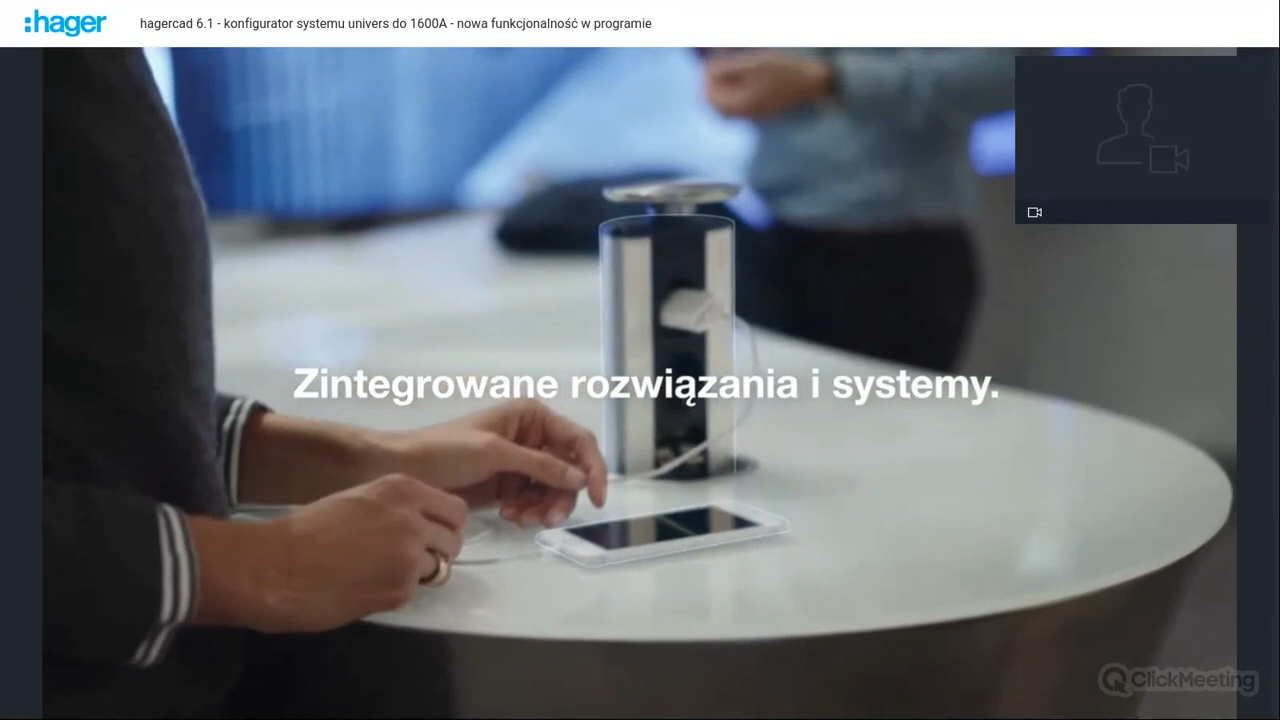 :hager
hagercad 6.1 - konfigurator systemu univers do 1600A - nowa funkcjonalność w programie
Zintegrowane rozwiązania i systemy.
ClickMeeting